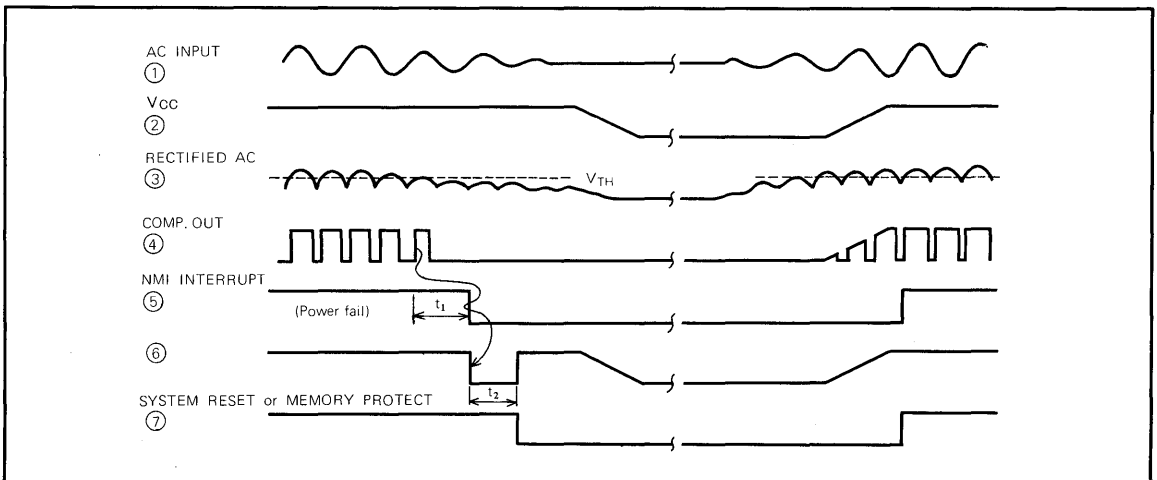 AC INPUT
①
VCC
②
RECTIFIED AC
③
VTH
COMP. OUT
④
NMI INTERRUPT
⑤
(Power fail)
t1
⑥
t2
SYSTEM RESET or MEMORY PROTECT
⑦